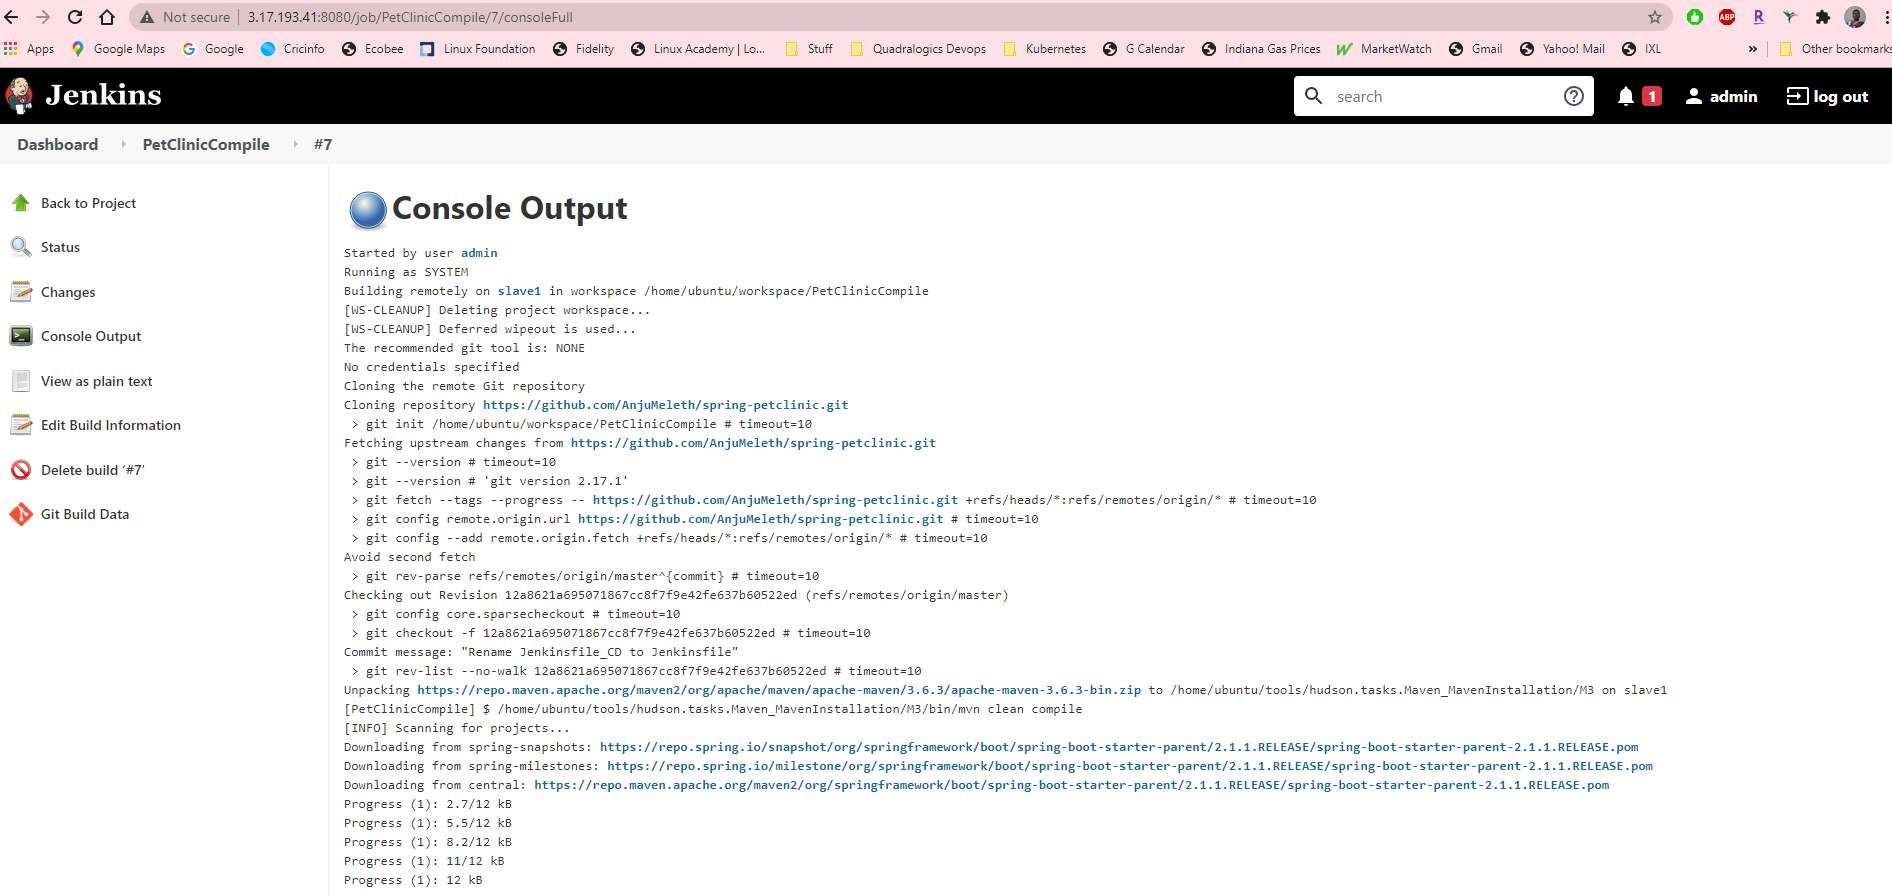 Not secure | 3.17.193.41:8080/job/PetClinicCompile/7/consoleFull
ABP R
Apps Google Maps Google Cricinfo Ecobee Linux Foundation Fidelity Linux Academy | Lo... Stuff Quadralogics Devops Kubernetes G Calendar Indiana Gas Prices MarketWatch Gmail Yahoo! Mail IXL » Other bookmarks
Jenkins search 1 admin log out
Dashboard PetClinicCompile #7
Back to Project
Status
Changes
Console Output
View as plain text
Edit Build Information
Delete build ‘#7’
Git Build Data
Console Output
Started by user admin
Running as SYSTEM
Building remotely on slave1 in workspace /home/ubuntu/workspace/PetClinicCompile
[WS-CLEANUP] Deleting project workspace...
[WS-CLEANUP] Deferred wipeout is used...
The recommended git tool is: NONE
No credentials specified
Cloning the remote Git repository
Cloning repository https://github.com/AnjuMeleth/spring-petclinic.git
 > git init /home/ubuntu/workspace/PetClinicCompile # timeout=10
Fetching upstream changes from https://github.com/AnjuMeleth/spring-petclinic.git
 > git --version # timeout=10
 > git --version # 'git version 2.17.1'
 > git fetch --tags --progress -- https://github.com/AnjuMeleth/spring-petclinic.git +refs/heads/*:refs/remotes/origin/* # timeout=10
 > git config remote.origin.url https://github.com/AnjuMeleth/spring-petclinic.git # timeout=10
 > git config --add remote.origin.fetch +refs/heads/*:refs/remotes/origin/* # timeout=10
Avoid second fetch
 > git rev-parse refs/remotes/origin/master^{commit} # timeout=10
Checking out Revision 12a8621a695071867cc8f7f9e42fe637b60522ed (refs/remotes/origin/master)
 > git config core.sparsecheckout # timeout=10
 > git checkout -f 12a8621a695071867cc8f7f9e42fe637b60522ed # timeout=10
Commit message: "Rename Jenkinsfile_CD to Jenkinsfile"
 > git rev-list --no-walk 12a8621a695071867cc8f7f9e42fe637b60522ed # timeout=10
Unpacking https://repo.maven.apache.org/maven2/org/apache/maven/apache-maven/3.6.3/apache-maven-3.6.3-bin.zip to /home/ubuntu/tools/hudson.tasks.Maven_MavenInstallation/M3 on slave1
[PetClinicCompile] $ /home/ubuntu/tools/hudson.tasks.Maven_MavenInstallation/M3/bin/mvn clean compile
[INFO] Scanning for projects...
Downloading from spring-snapshots: https://repo.spring.io/snapshot/org/springframework/boot/spring-boot-starter-parent/2.1.1.RELEASE/spring-boot-starter-parent-2.1.1.RELEASE.pom
Downloading from spring-milestones: https://repo.spring.io/milestone/org/springframework/boot/spring-boot-starter-parent/2.1.1.RELEASE/spring-boot-starter-parent-2.1.1.RELEASE.pom
Downloading from central: https://repo.maven.apache.org/maven2/org/springframework/boot/spring-boot-starter-parent/2.1.1.RELEASE/spring-boot-starter-parent-2.1.1.RELEASE.pom
Progress (1): 2.7/12 kB
Progress (1): 5.5/12 kB
Progress (1): 8.2/12 kB
Progress (1): 11/12 kB
Progress (1): 12 kB